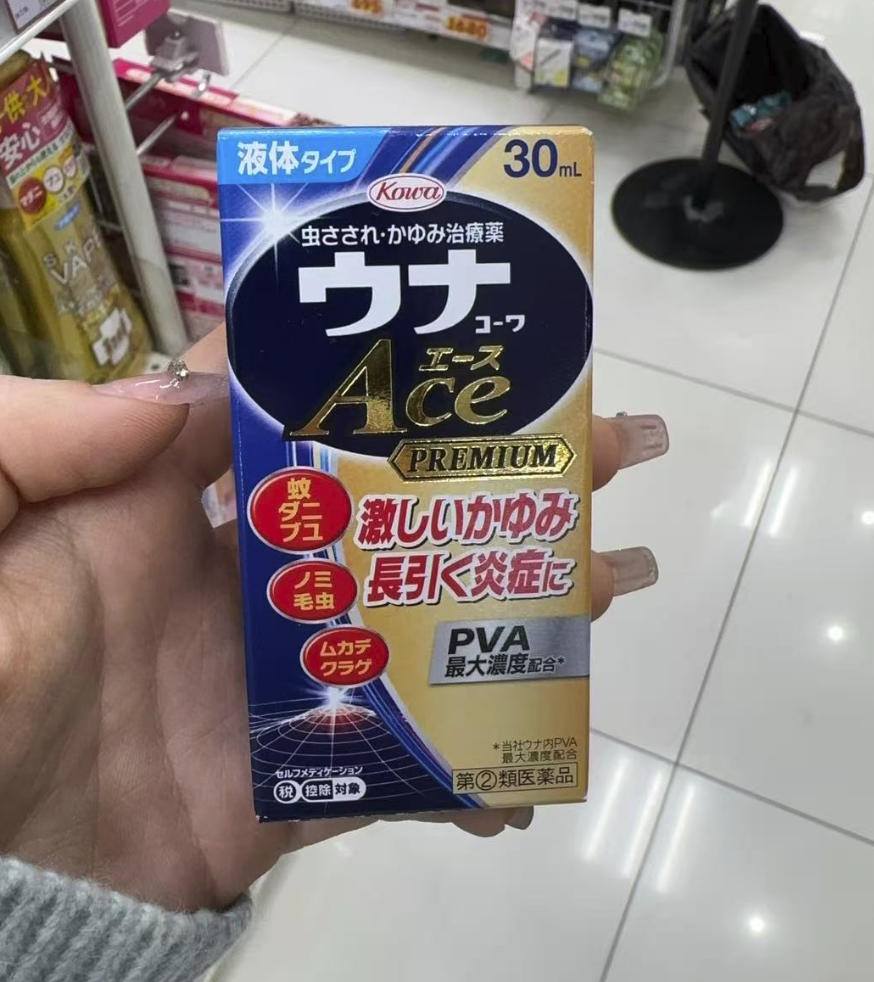 液体タイプ
30mL
Kowa
虫さされ・かゆみ治療薬
ウナ
コーワ
エース
Ace
PREMIUM
蚊
ダニ
ブユ
激しいかゆみ
長引く炎症に
ノミ
毛虫
ムカデ
クラゲ
PVA
最大濃度配合*
*当社ウナ内PVA
最大濃度配合
セルフメディケーション
税 控除 対象
第②類医薬品
安心
SK
VAPE